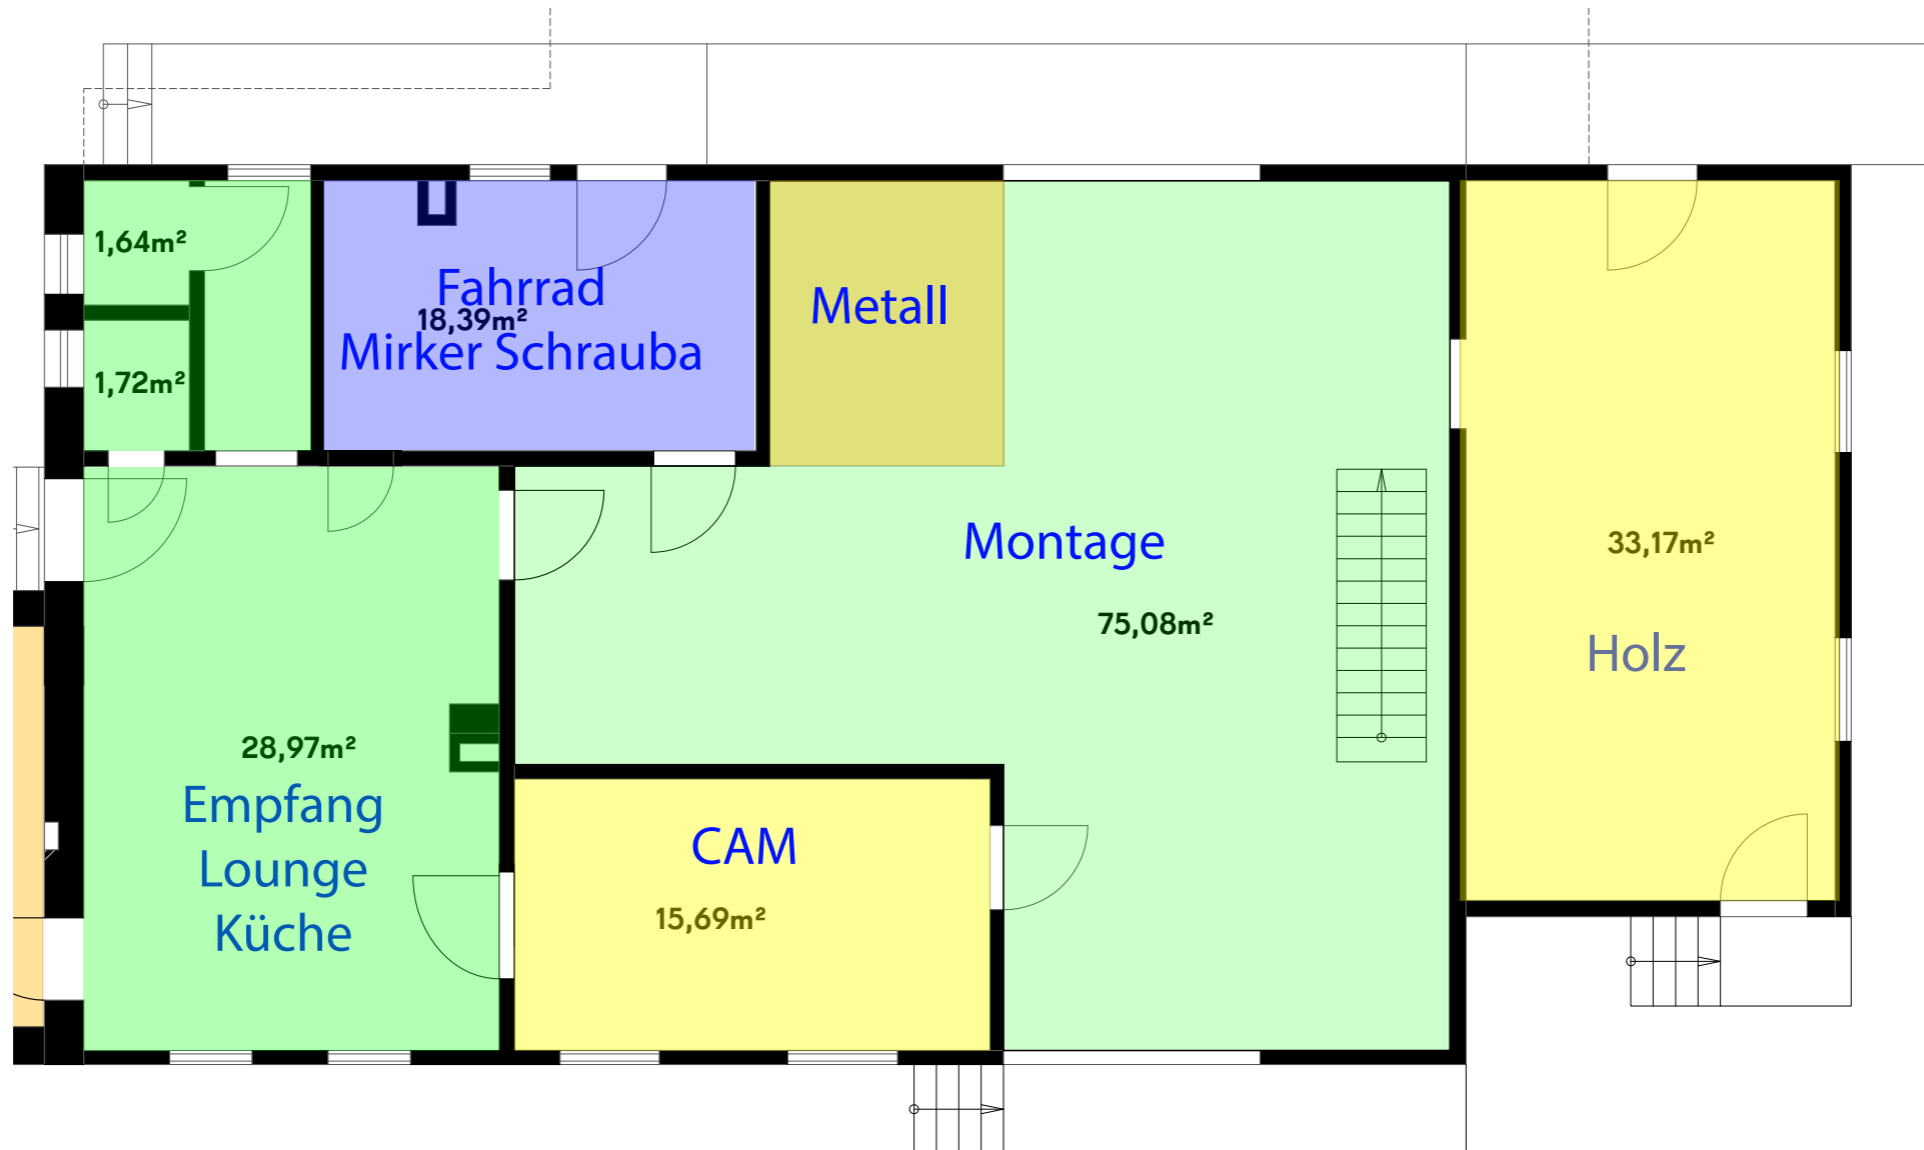 1,64m²
1,72m²
Fahrrad
18,39m²
Mirker Schrauba
Metall
Montage
75,08m²
33,17m²
Holz
28,97m²
Empfang
Lounge
Küche
CAM
15,69m²